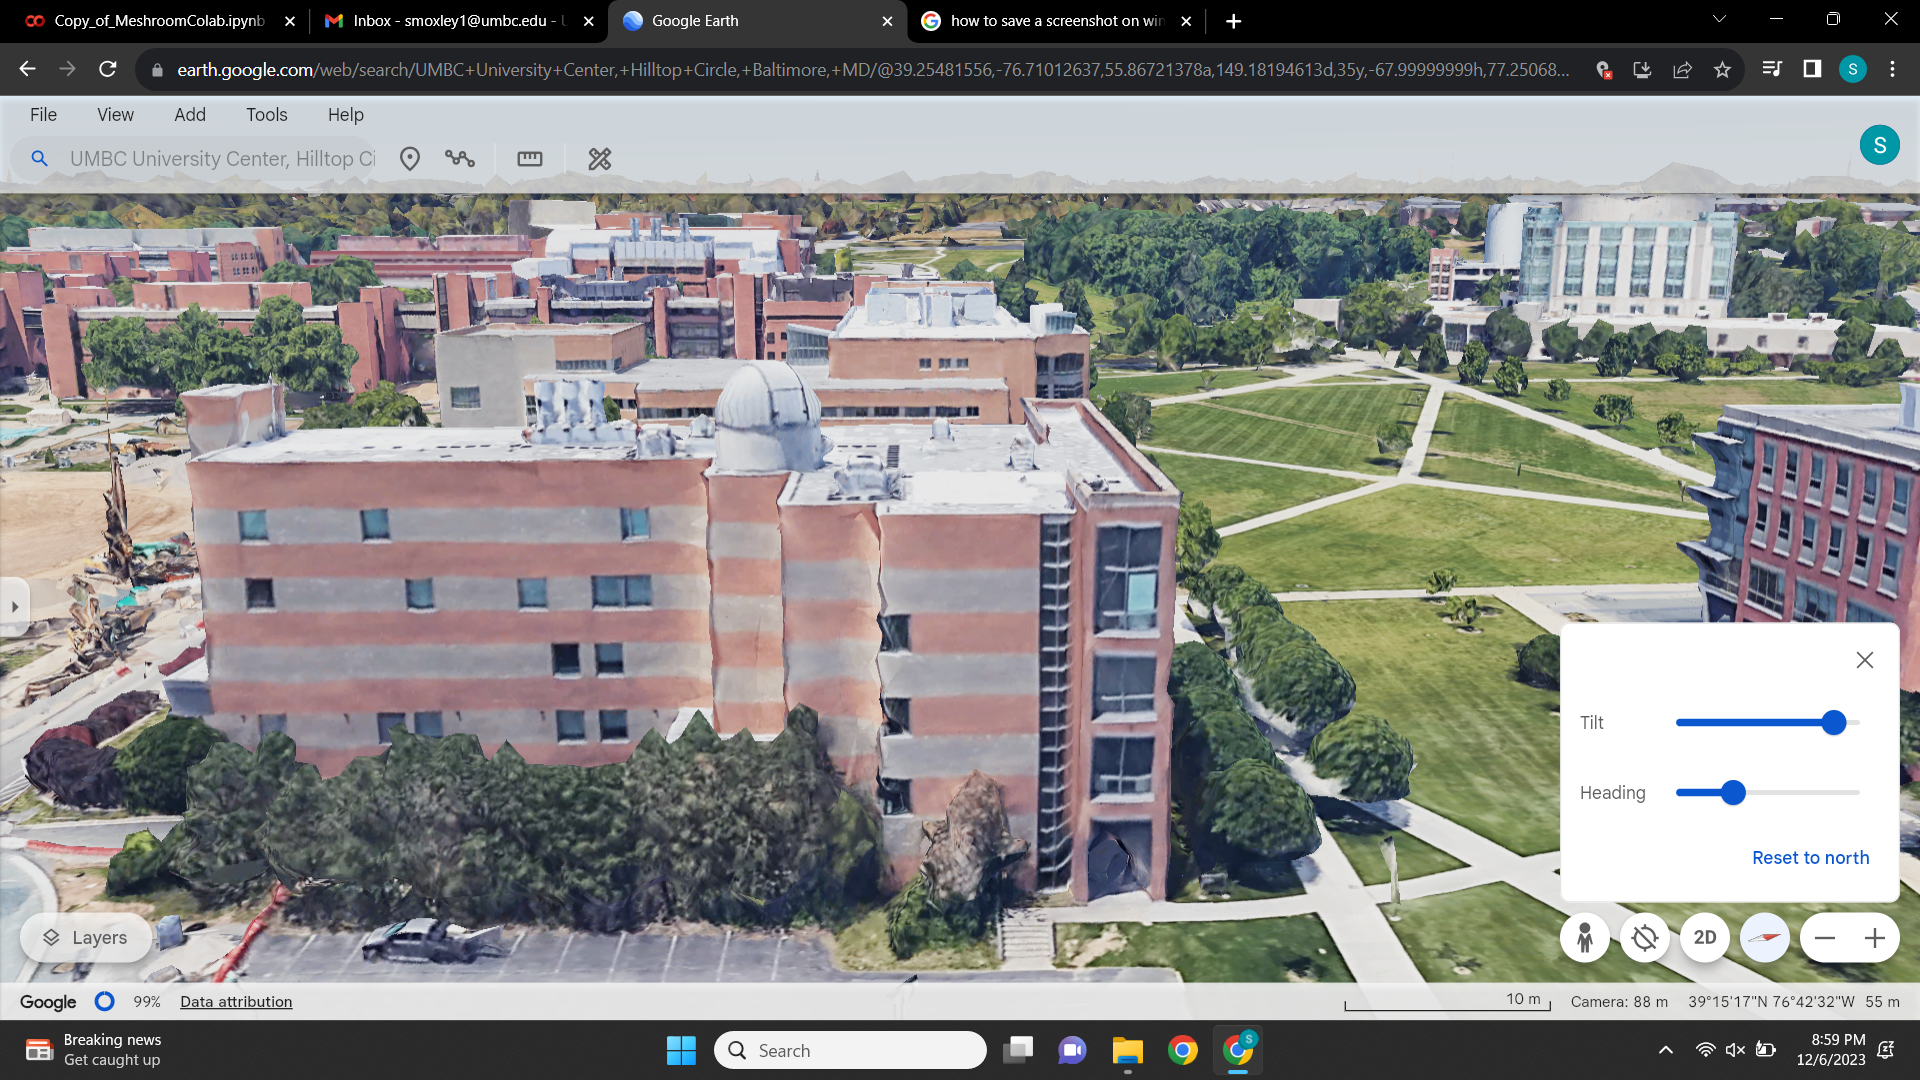 Copy_of_MeshroomColab.ipynb
Inbox - smoxley1@umbc.edu - U
Google Earth
how to save a screenshot on win
earth.google.com/web/search/UMBC+University+Center,+Hilltop+Circle,+Baltimore,+MD/@39.25481556,-76.71012637,55.86721378a,149.18194613d,35y,-67.99999999h,77.25068...
S
File View Add Tools Help
UMBC University Center, Hilltop Ci
S
Tilt
Heading
Reset to north
Layers
2D
Google 99% Data attribution
10 m
Camera: 88 m 39°15'17"N 76°42'32"W 55 m
Breaking news
Get caught up
Search
S
8:59 PM
12/6/2023